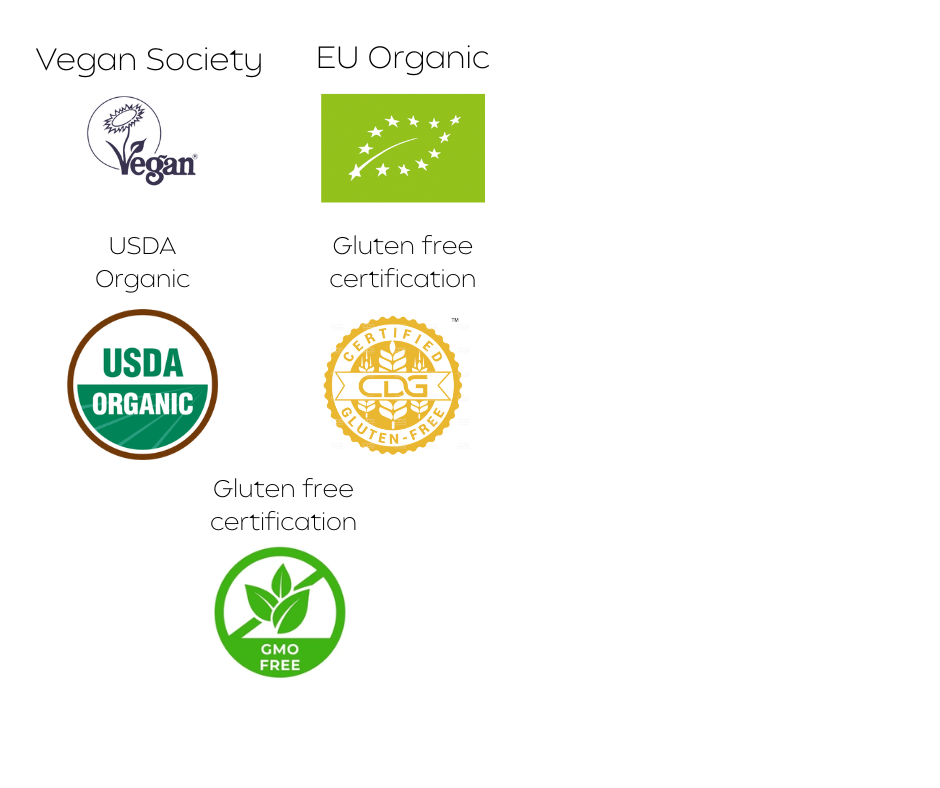 Vegan Society
EU Organic
Vegan®
USDA
Organic
Gluten free
certification
USDA
ORGANIC
TM
CERTIFIED
CDG
GLUTEN-FREE
Gluten free
certification
GMO
FREE